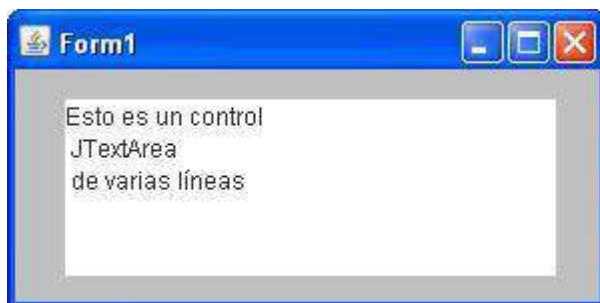 Form1
Esto es un control
JTextArea
de varias líneas